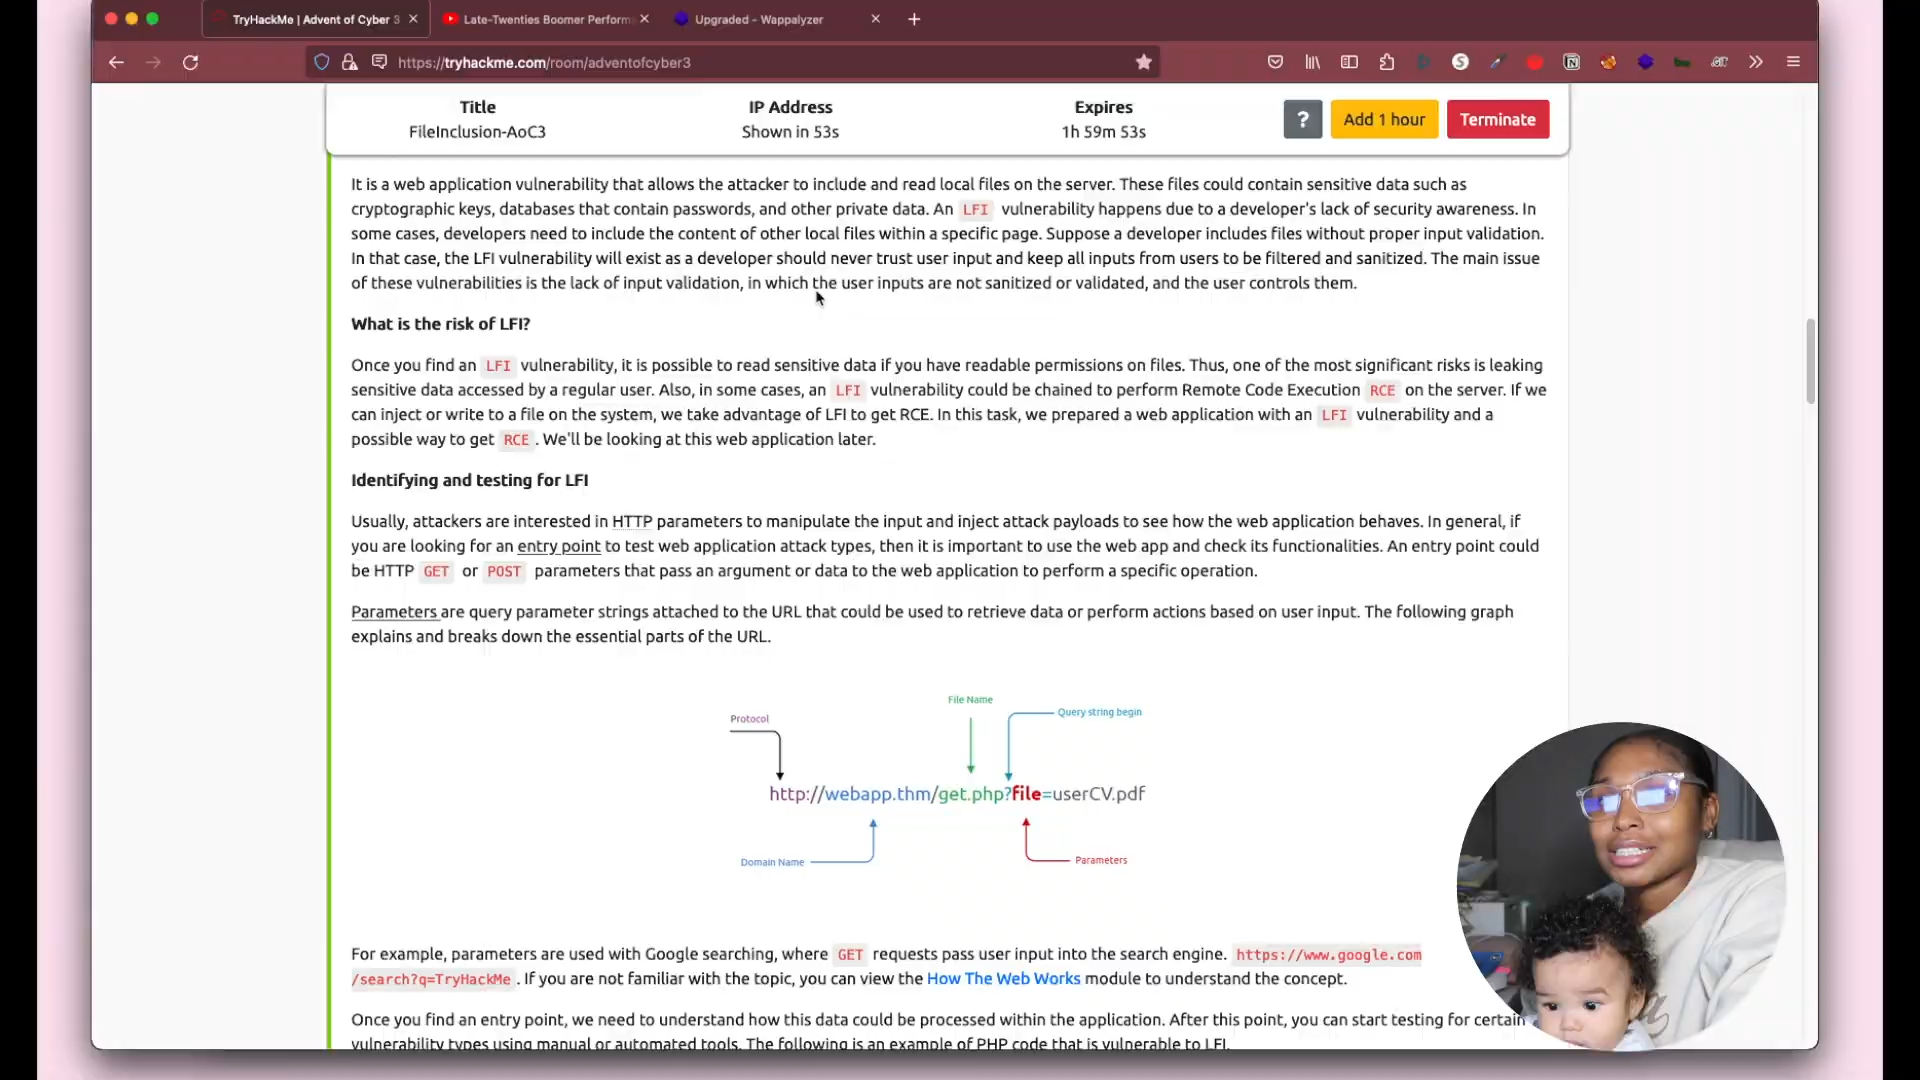 TryHackMe | Advent of Cyber 3
Late-Twenties Boomer Perform
Upgraded - Wappalyzer
https://tryhackme.com/room/adventofcyber3
Title
IP Address
Expires
FileInclusion-AoC3
Shown in 53s
1h 59m 53s
?
Add 1 hour
Terminate
It is a web application vulnerability that allows the attacker to include and read local files on the server. These files could contain sensitive data such as
cryptographic keys, databases that contain passwords, and other private data. An LFI vulnerability happens due to a developer's lack of security awareness. In
some cases, developers need to include the content of other local files within a specific page. Suppose a developer includes files without proper input validation.
In that case, the LFI vulnerability will exist as a developer should never trust user input and keep all inputs from users to be filtered and sanitized. The main issue
of these vulnerabilities is the lack of input validation, in which the user inputs are not sanitized or validated, and the user controls them.
What is the risk of LFI?
Once you find an LFI vulnerability, it is possible to read sensitive data if you have readable permissions on files. Thus, one of the most significant risks is leaking
sensitive data accessed by a regular user. Also, in some cases, an LFI vulnerability could be chained to perform Remote Code Execution RCE on the server. If we
can inject or write to a file on the system, we take advantage of LFI to get RCE. In this task, we prepared a web application with an LFI vulnerability and a
possible way to get RCE. We'll be looking at this web application later.
Identifying and testing for LFI
Usually, attackers are interested in HTTP parameters to manipulate the input and inject attack payloads to see how the web application behaves. In general, if
you are looking for an entry point to test web application attack types, then it is important to use the web app and check its functionalities. An entry point could
be HTTP GET or POST parameters that pass an argument or data to the web application to perform a specific operation.
Parameters are query parameter strings attached to the URL that could be used to retrieve data or perform actions based on user input. The following graph
explains and breaks down the essential parts of the URL.
File Name
Protocol
Query string begin
http://webapp.thm/get.php?file=userCV.pdf
Domain Name
Parameters
For example, parameters are used with Google searching, where GET requests pass user input into the search engine. https://www.google.com
/search?q=TryHackMe. If you are not familiar with the topic, you can view the How The Web Works module to understand the concept.
Once you find an entry point, we need to understand how this data could be processed within the application. After this point, you can start testing for certain
vulnerability types using manual or automated tools. The following is an example of PHP code that is vulnerable to LFI.